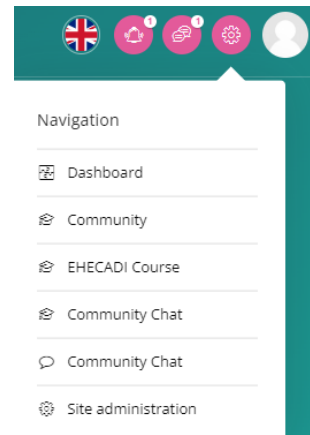 1
1
Navigation
Dashboard
Community
EHECADI Course
Community Chat
Community Chat
Site administration